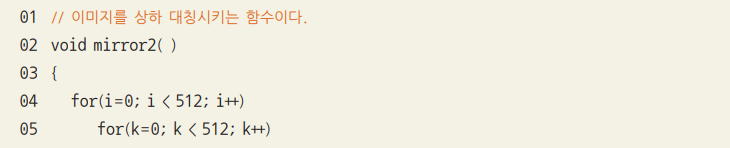 01 // 이미지를 상하 대칭시키는 함수이다.
02 void mirror2( )
03 {
04 for(i=0; i < 512; i++)
05 for(k=0; k < 512; k++)